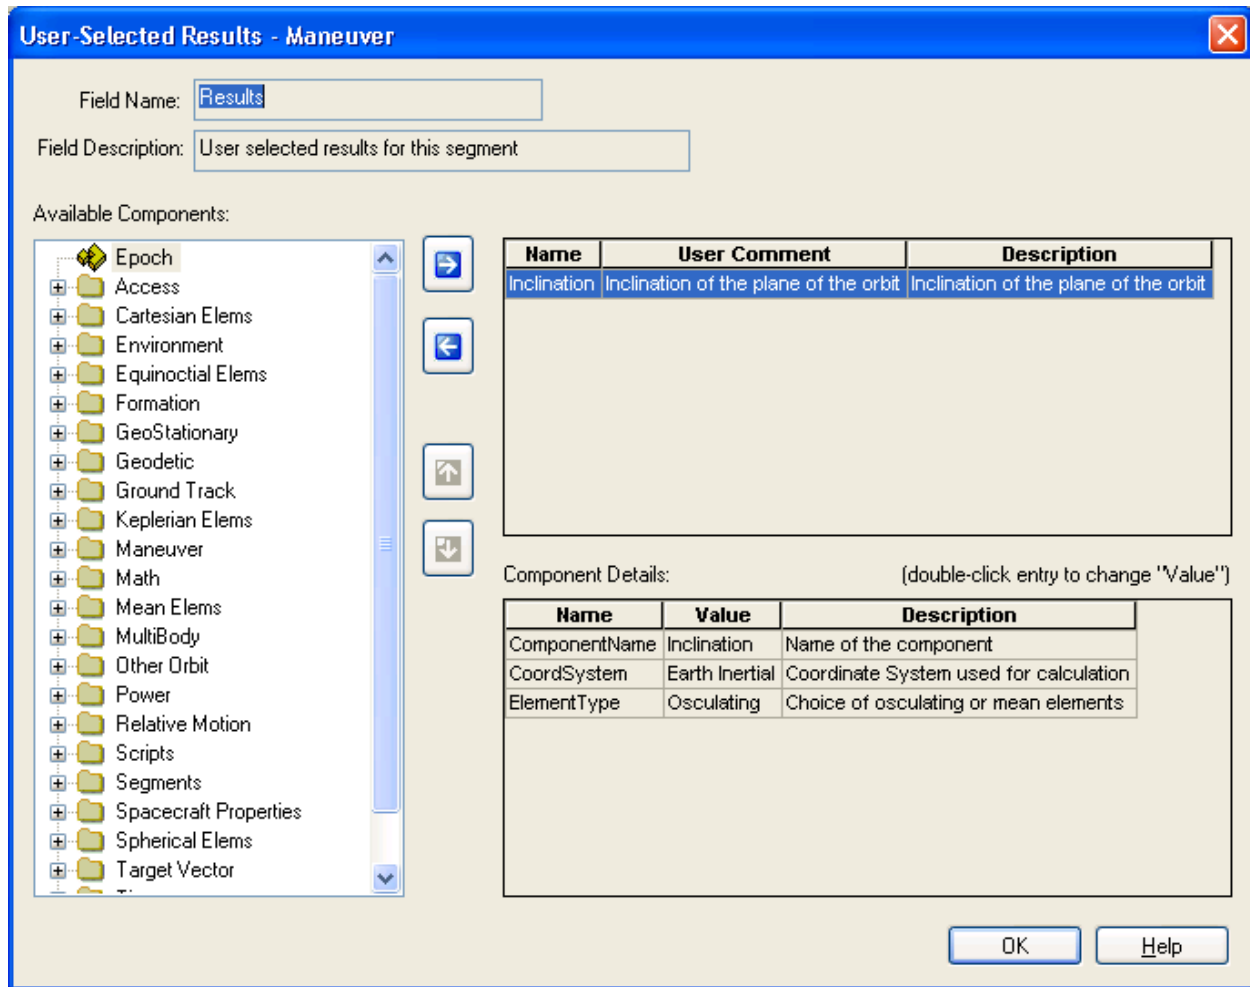 User-Selected Results - Maneuver
Field Name: Results
Field Description: User selected results for this segment
Available Components:
Epoch
Access
Cartesian Elems
Environment
Equinoctial Elems
Formation
GeoStationary
Geodetic
Ground Track
Keplerian Elems
Maneuver
Math
Mean Elems
MultiBody
Other Orbit
Power
Relative Motion
Scripts
Segments
Spacecraft Properties
Spherical Elems
Target Vector
Name User Comment Description
Inclination Inclination of the plane of the orbit Inclination of the plane of the orbit
Component Details: (double-click entry to change "Value")
Name Value Description
ComponentName Inclination Name of the component
CoordSystem Earth Inertial Coordinate System used for calculation
ElementType Osculating Choice of osculating or mean elements
OK Help